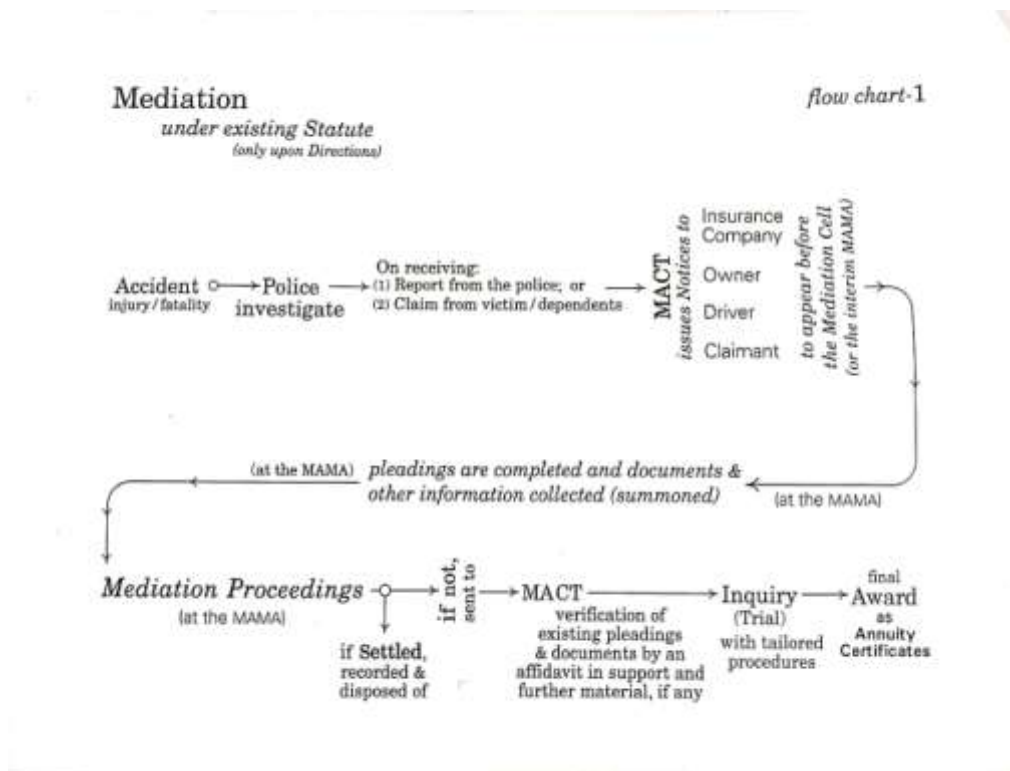 Mediation
under existing Statute
(only upon Directions)
flow chart-1
Accident
injury/fatality
Police
investigate
On receiving:
(1) Report from the police; or
(2) Claim from victim/dependents
MACT
issues Notices to
Insurance
Company
Owner
Driver
Claimant
to appear before
the Mediation Cell
(or the interim MAMA)
(at the MAMA)
pleadings are completed and documents &
other information collected (summoned)
(at the MAMA)
Mediation Proceedings
(at the MAMA)
if Settled,
recorded &
disposed of
if not,
sent to
MACT
verification of
existing pleadings
& documents by an
affidavit in support and
further material, if any
Inquiry
(Trial)
with tailored
procedures
final
Award
as
Annuity
Certificates